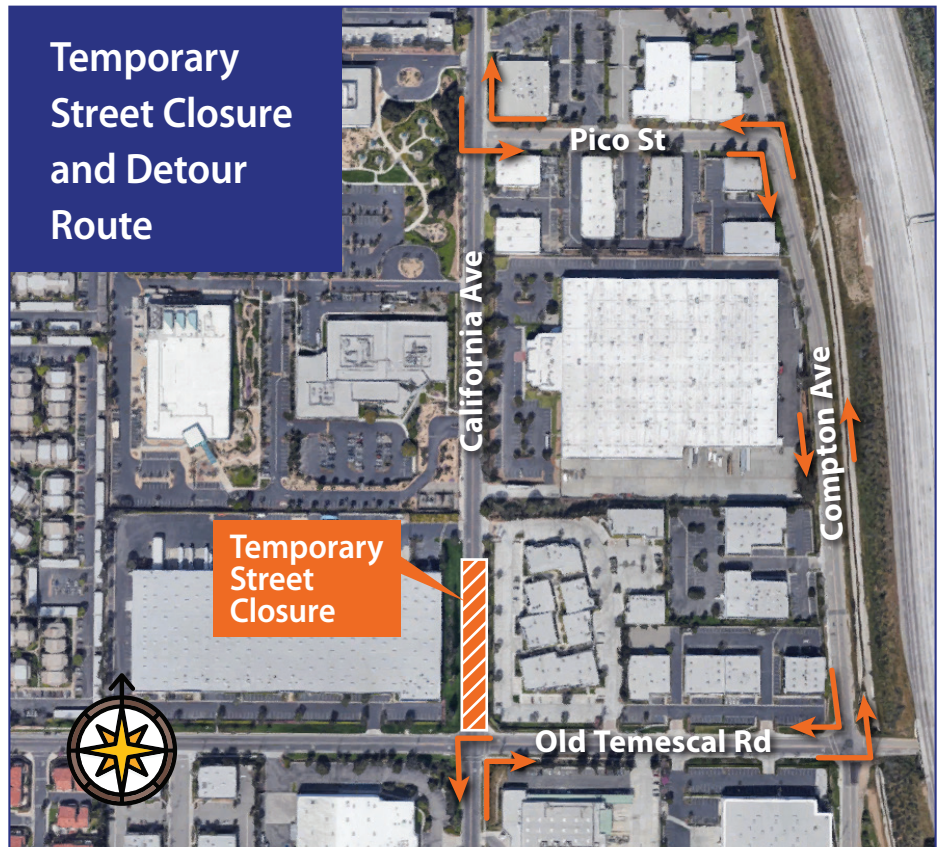 Temporary
Street Closure
and Detour
Route
Pico St
California Ave
Compton Ave
Temporary
Street
Closure
Old Temescal Rd